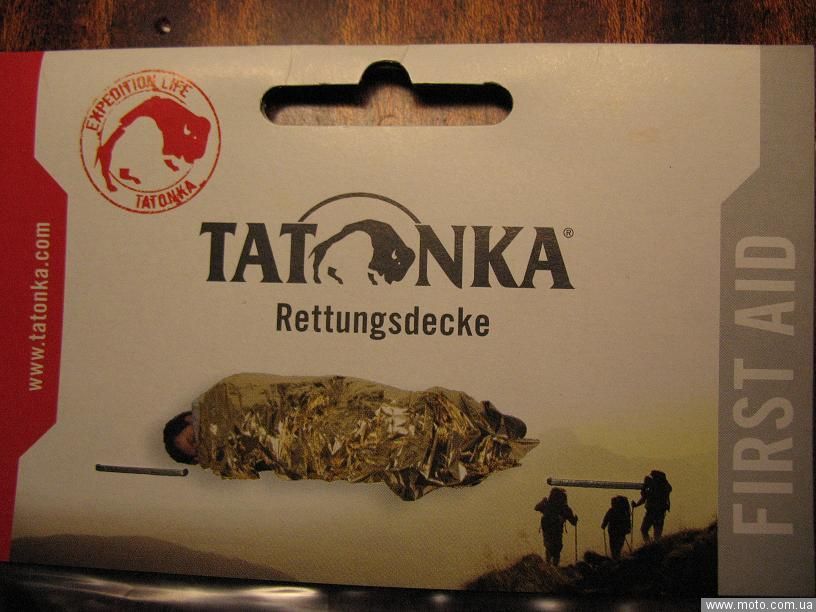 EXPEDITION LIFE
TATONKA
TATONKA®
Rettungsdecke
www.tatonka.com
FIRST AID
www.moto.com.ua